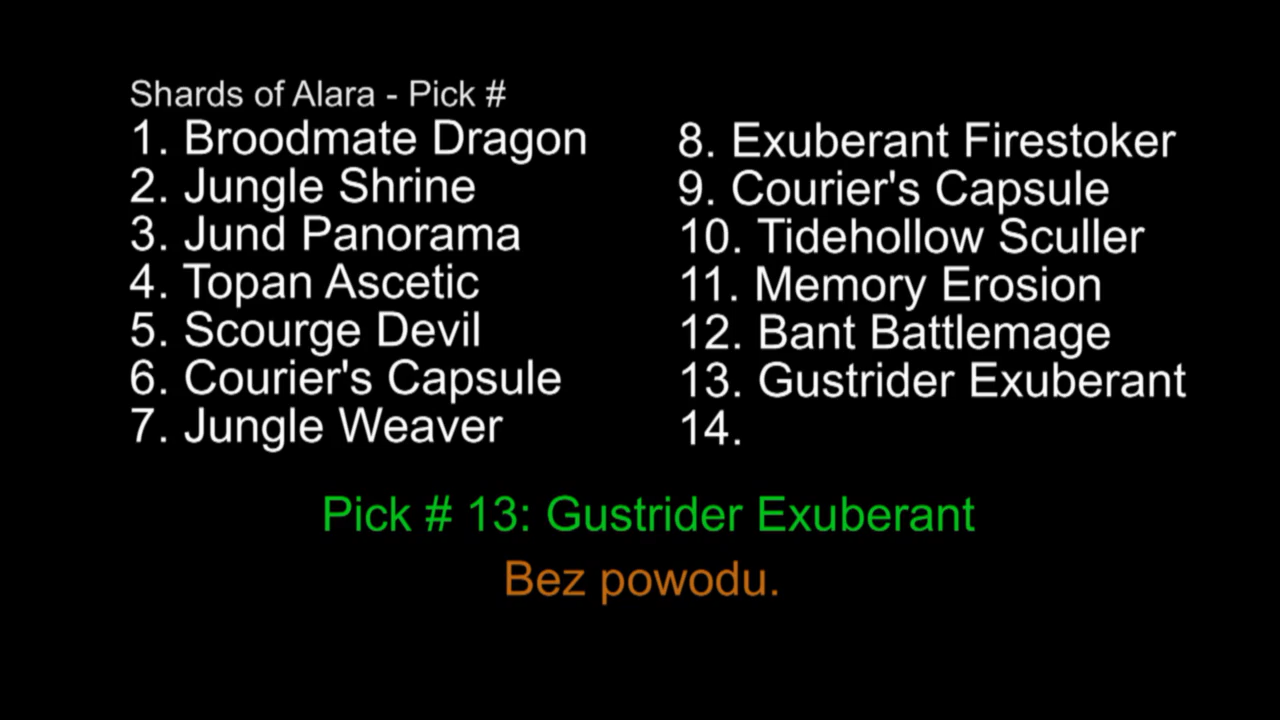 Shards of Alara - Pick #
1. Broodmate Dragon
2. Jungle Shrine
3. Jund Panorama
4. Topan Ascetic
5. Scourge Devil
6. Courier's Capsule
7. Jungle Weaver
8. Exuberant Firestoker
9. Courier's Capsule
10. Tidehollow Sculler
11. Memory Erosion
12. Bant Battlemage
13. Gustrider Exuberant
14.
Pick # 13: Gustrider Exuberant
Bez powodu.